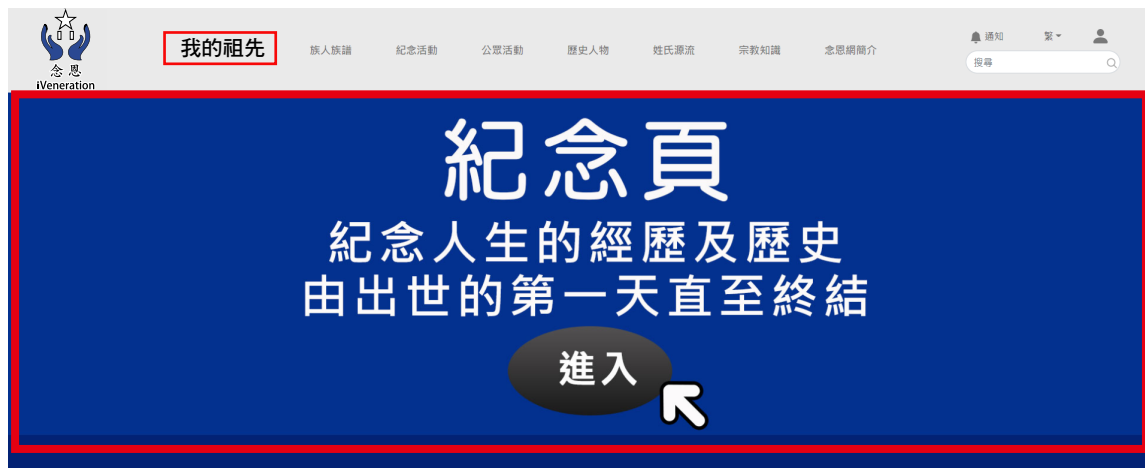 念恩
iVeneration
我的祖先
族人族譜
紀念活動
公眾活動
歷史人物
姓氏源流
宗教知識
念恩網簡介
通知
繁
搜尋
紀念頁
紀念人生的經歷及歷史
由出世的第一天直至終結
進入